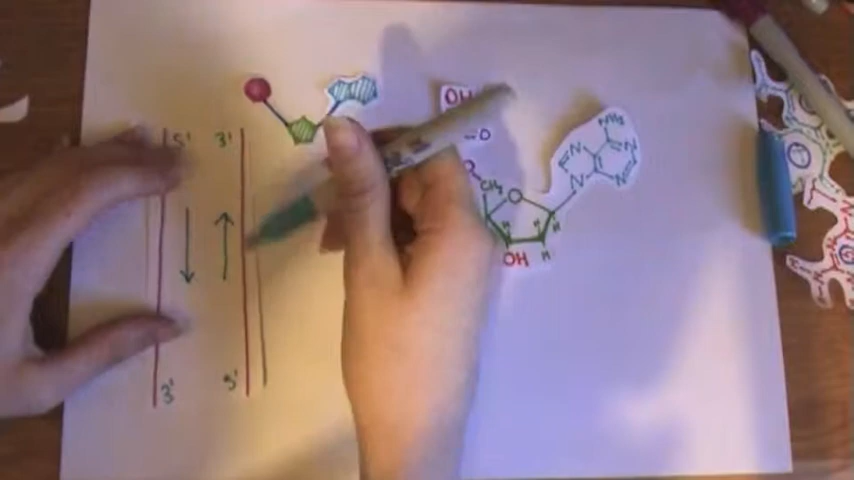 5' 3'
3' 5'
OH
-O
CH₂ O
H H H
OH H
NH₂
N N
N N